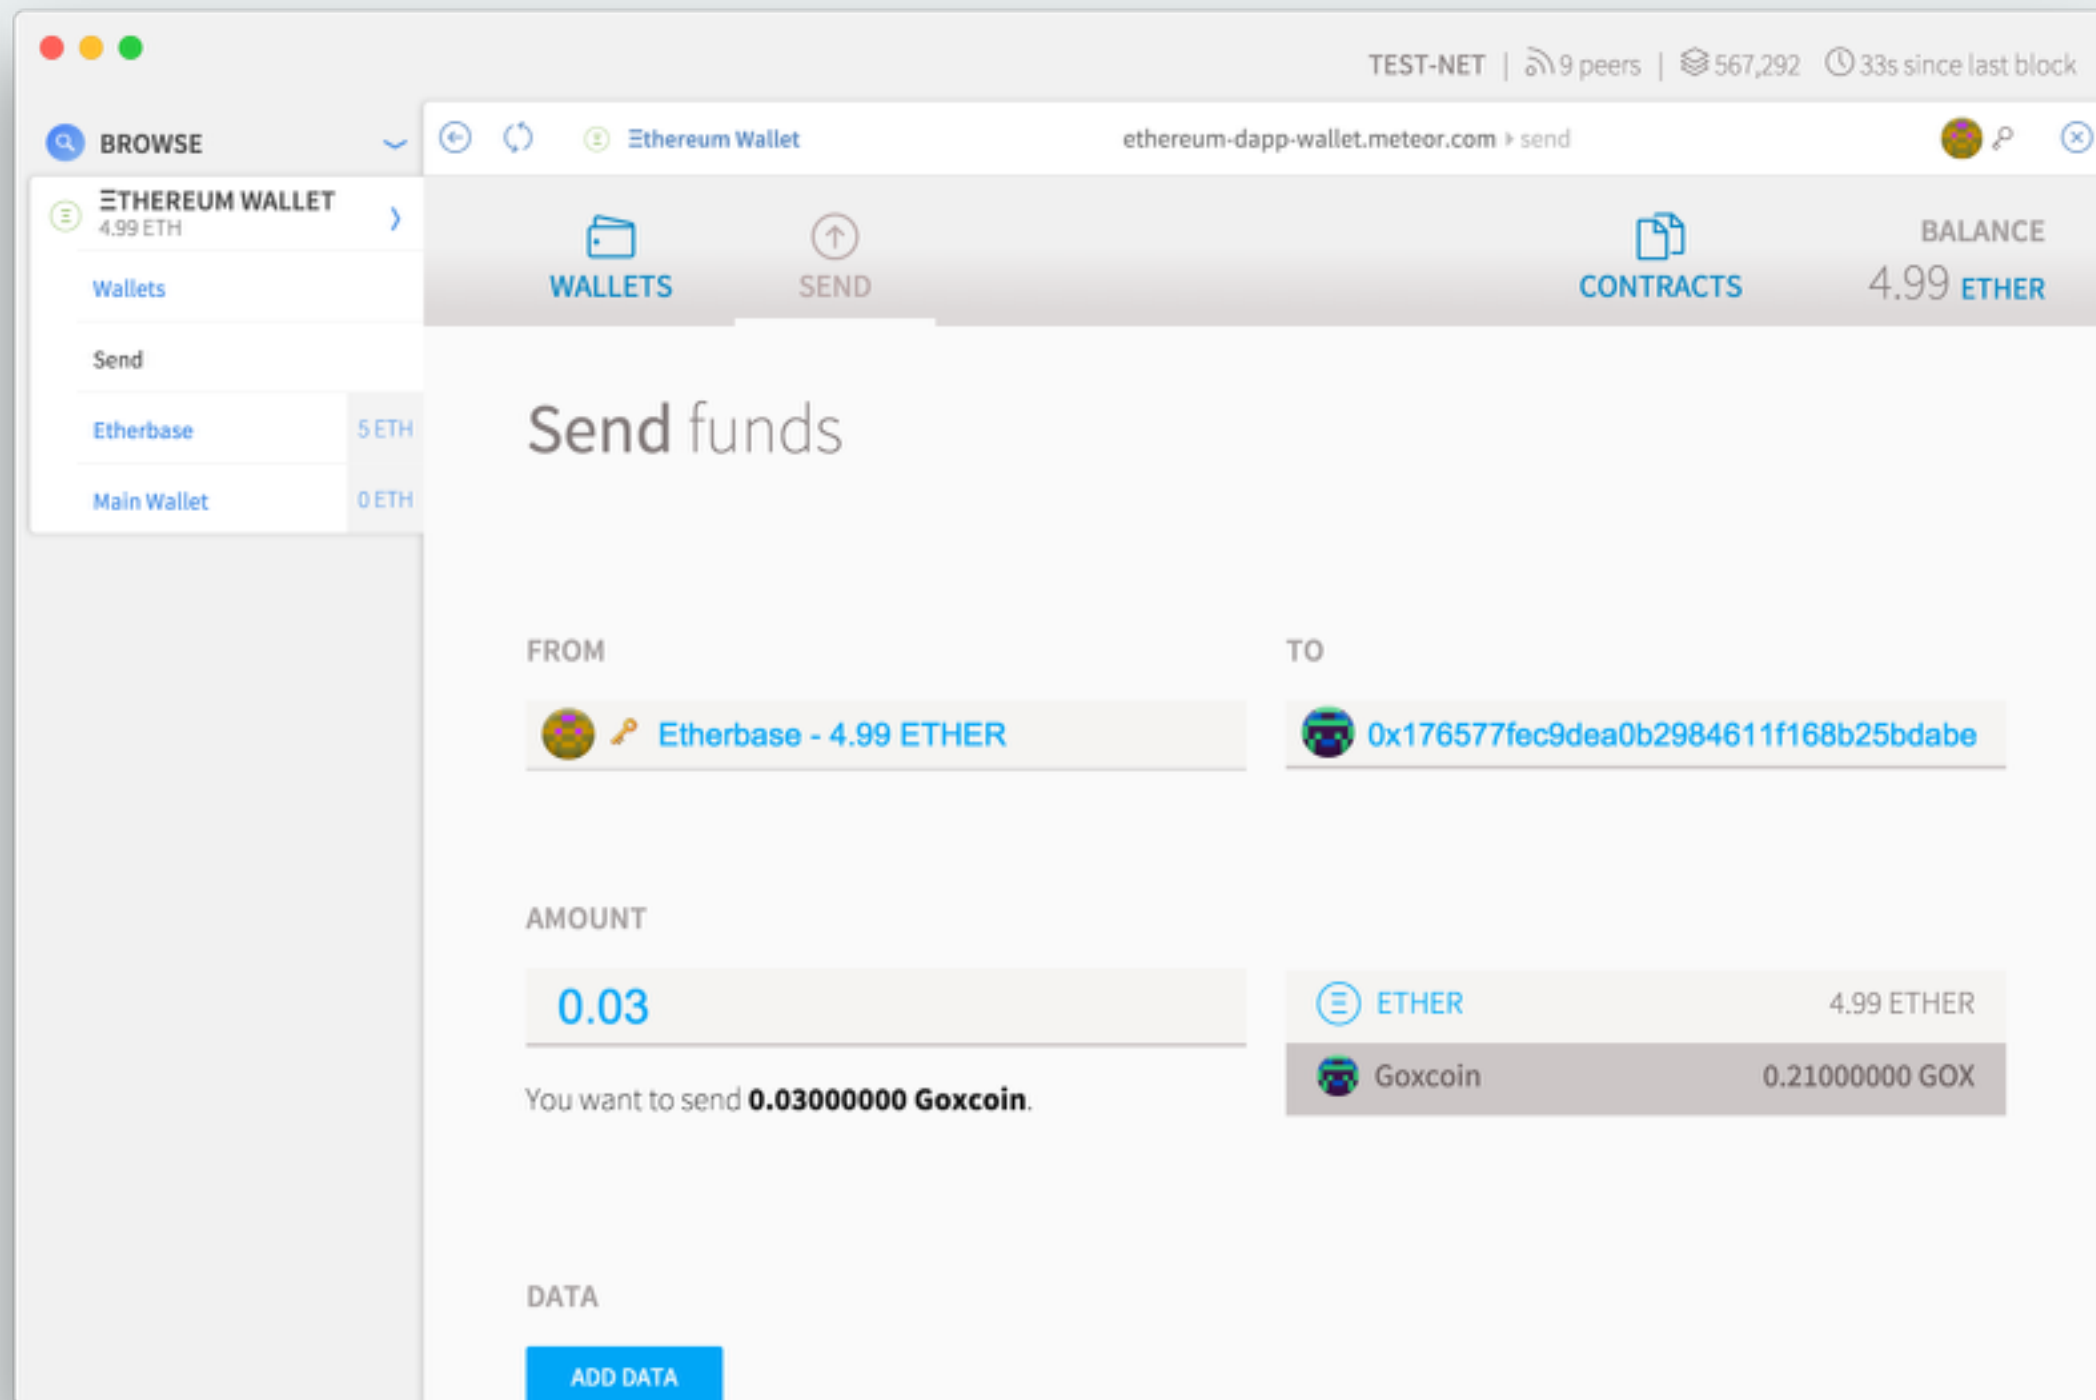 TEST-NET | 9 peers | 567,292 33s since last block
BROWSE
Ξthereum Wallet
ethereum-dapp-wallet.meteor.com ▸ send
ΞTHEREUM WALLET
4.99 ETH
Wallets
Send
Etherbase 5 ETH
Main Wallet 0 ETH
WALLETS
SEND
CONTRACTS
BALANCE
4.99 ETHER
Send funds
FROM
Etherbase - 4.99 ETHER
TO
0x176577fec9dea0b2984611f168b25bdabe
AMOUNT
0.03
You want to send 0.03000000 Goxcoin.
ETHER 4.99 ETHER
Goxcoin 0.21000000 GOX
DATA
ADD DATA